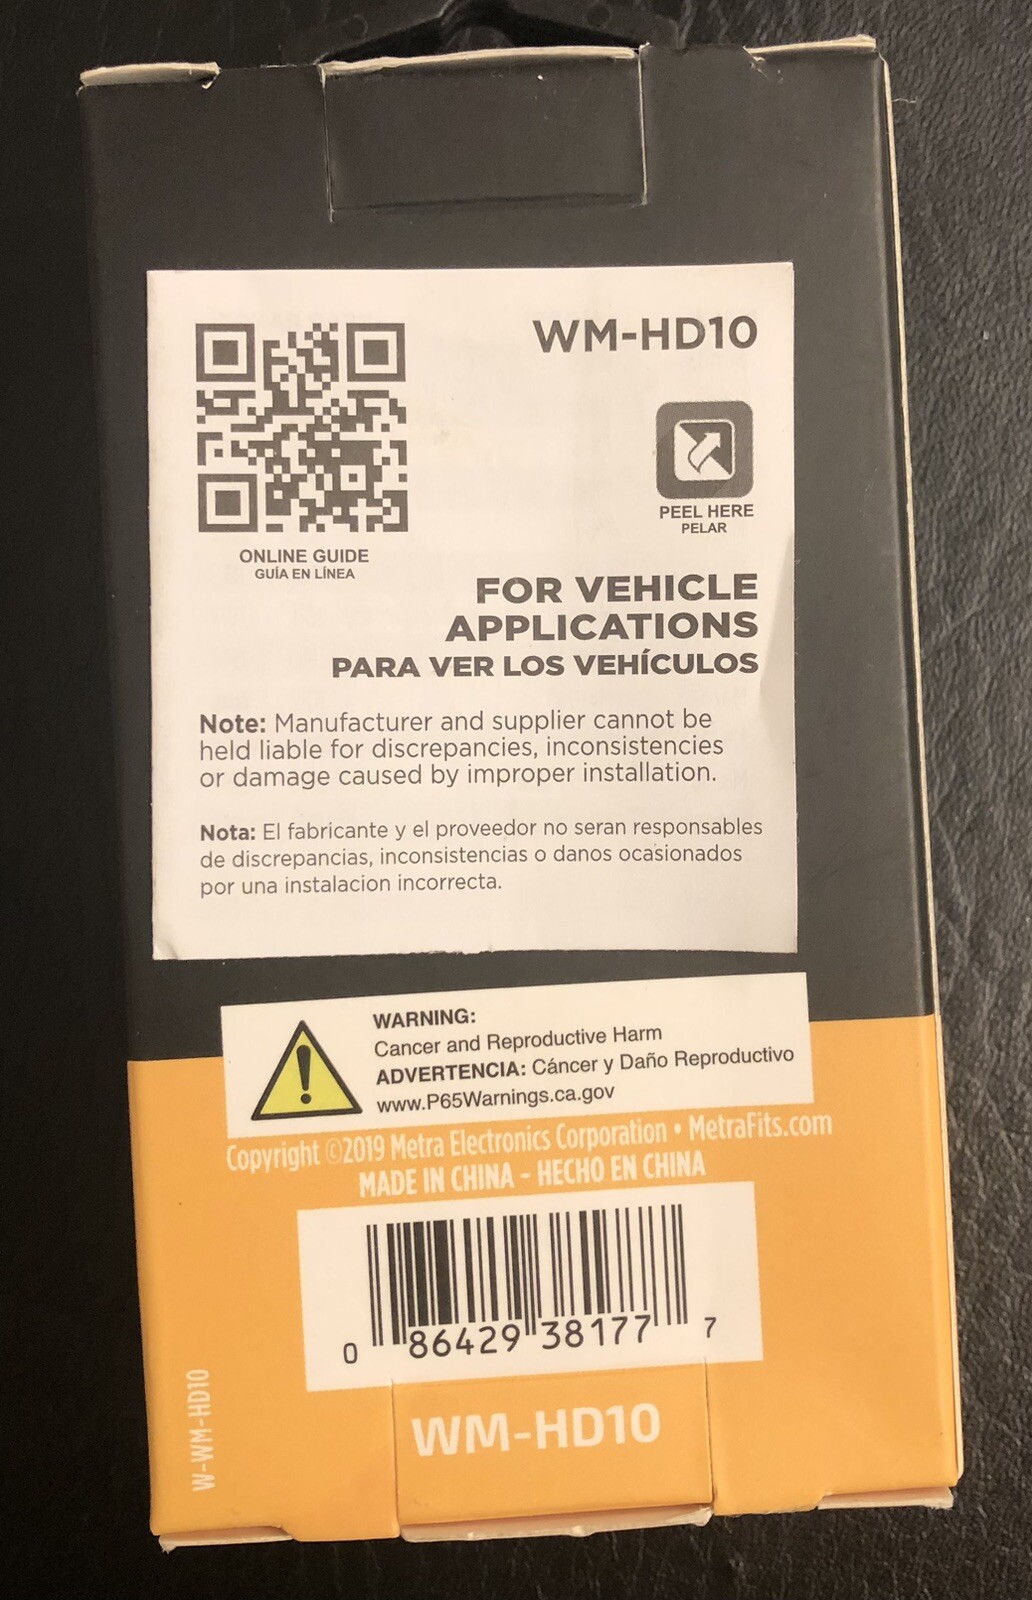 WM-HD10
PEEL HERE
PELAR
ONLINE GUIDE
GUÍA EN LÍNEA
FOR VEHICLE
APPLICATIONS
PARA VER LOS VEHÍCULOS
Note: Manufacturer and supplier cannot be
held liable for discrepancies, inconsistencies
or damage caused by improper installation.
Nota: El fabricante y el proveedor no seran responsables
de discrepancias, inconsistencias o danos ocasionados
por una instalacion incorrecta.
WARNING:
Cancer and Reproductive Harm
ADVERTENCIA: Cáncer y Daño Reproductivo
www.P65Warnings.ca.gov
Copyright ©2019 Metra Electronics Corporation • MetraFits.com
MADE IN CHINA - HECHO EN CHINA
0 86429 38177 7
WM-HD10
W-WM-HD10